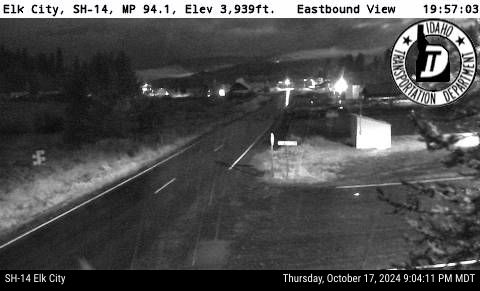 Elk City, SH-14, MP 94.1, Elev 3,939ft. Eastbound View 19:57:03
IDAHO
TRANSPORTATION DEPARTMENT
SH-14 Elk City Thursday, October 17, 2024 9:04:11 PM MDT